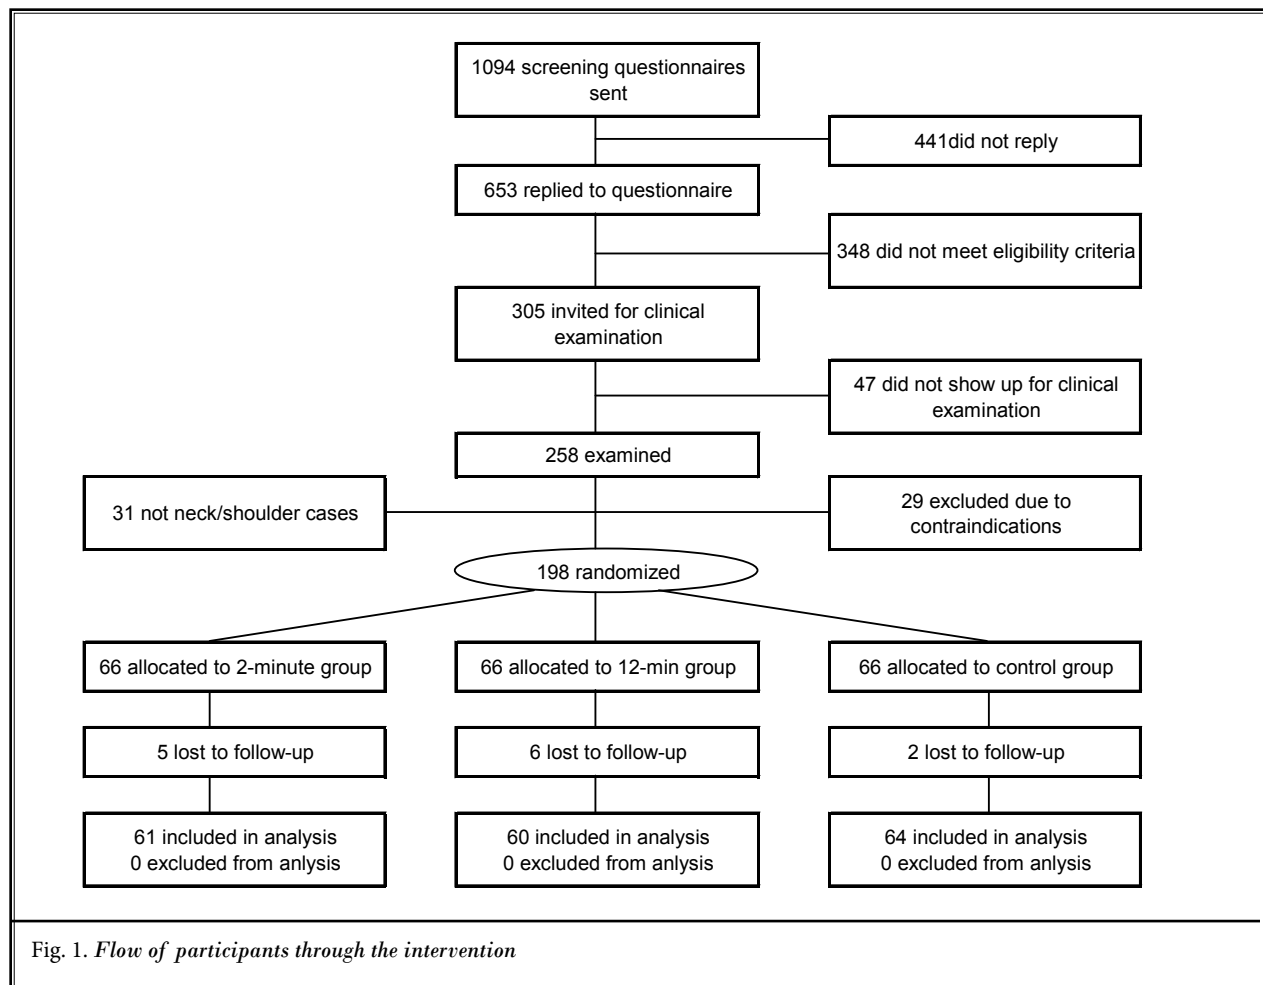 1094 screening questionnaires
sent
441did not reply
653 replied to questionnaire
348 did not meet eligibility criteria
305 invited for clinical
examination
47 did not show up for clinical
examination
258 examined
31 not neck/shoulder cases
29 excluded due to
contraindications
198 randomized
66 allocated to 2-minute group
66 allocated to 12-min group
66 allocated to control group
5 lost to follow-up
6 lost to follow-up
2 lost to follow-up
61 included in analysis
0 excluded from anlysis
60 included in analysis
0 excluded from anlysis
64 included in analysis
0 excluded from anlysis
Fig. 1. Flow of participants through the intervention